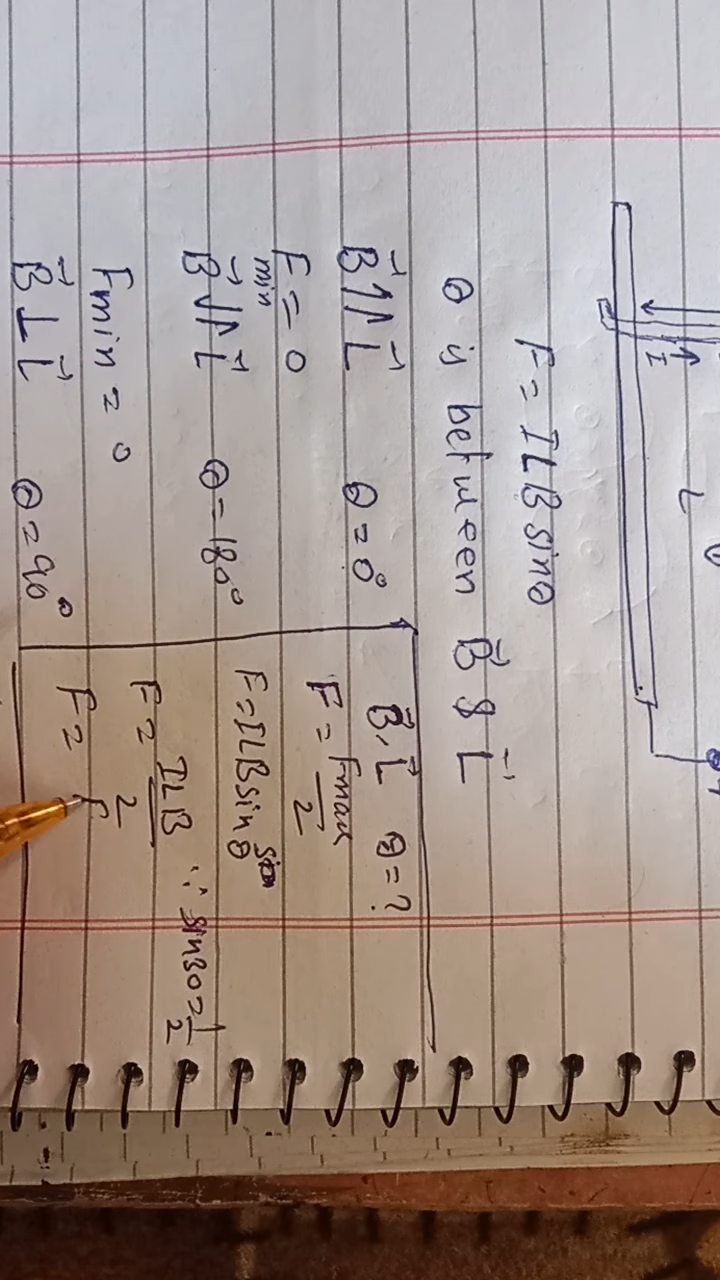 I
L
F = ILB sinθ
θ is between B⃗ & L⃗
B⃗ ↑↑ L⃗ θ = 0°
F min = 0
B⃗ ↓↑ L⃗ θ = 180°
Fmin = 0
B⃗ ⊥ L⃗ θ = 90°
B⃗, L⃗ θ = ?
F = Fmax/2
F = ILB sinθ
F = ILB/2 ∵ sin30 = 1/2
F = F